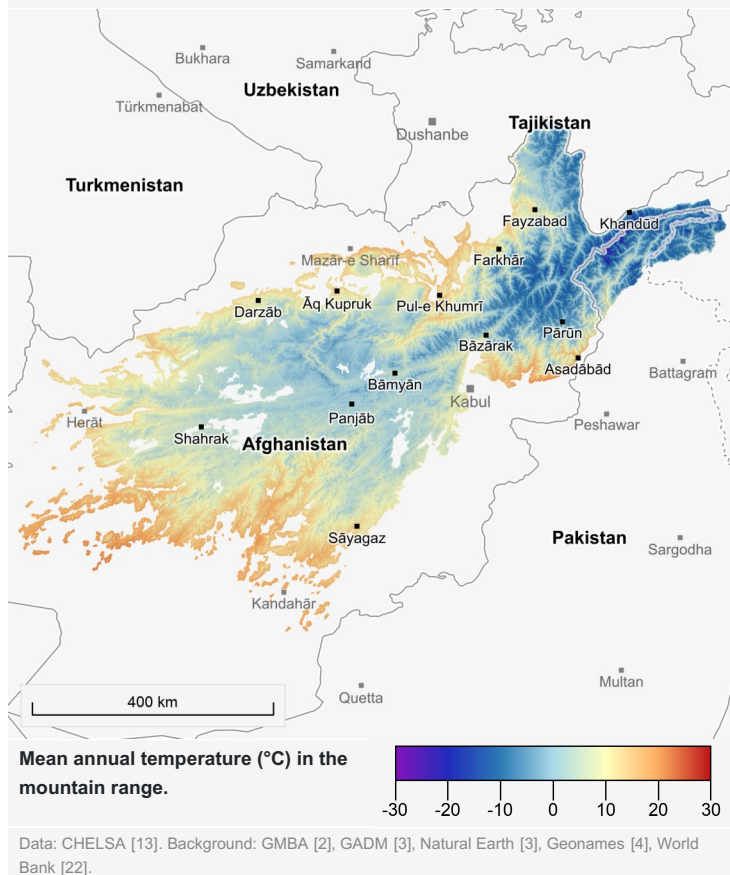 Bukhara
Samarkand
Uzbekistan
Türkmenabat
Dushanbe
Tajikistan
Turkmenistan
Fayzabad
Khandūd
Mazār-e Sharīf
Farkhār
Darzāb
Āq Kupruk
Pul-e Khumrī
Bāzārak
Pārūn
Asadābād
Battagram
Bāmyān
Kabul
Panjāb
Herāt
Peshawar
Shahrak
Afghanistan
Sāyagaz
Pakistan
Sargodha
Kandahār
Quetta
Multan
400 km
Mean annual temperature (°C) in the
mountain range.
-30 -20 -10 0 10 20 30
Data: CHELSA [13]. Background: GMBA [2], GADM [3], Natural Earth [3], Geonames [4], World
Bank [22].